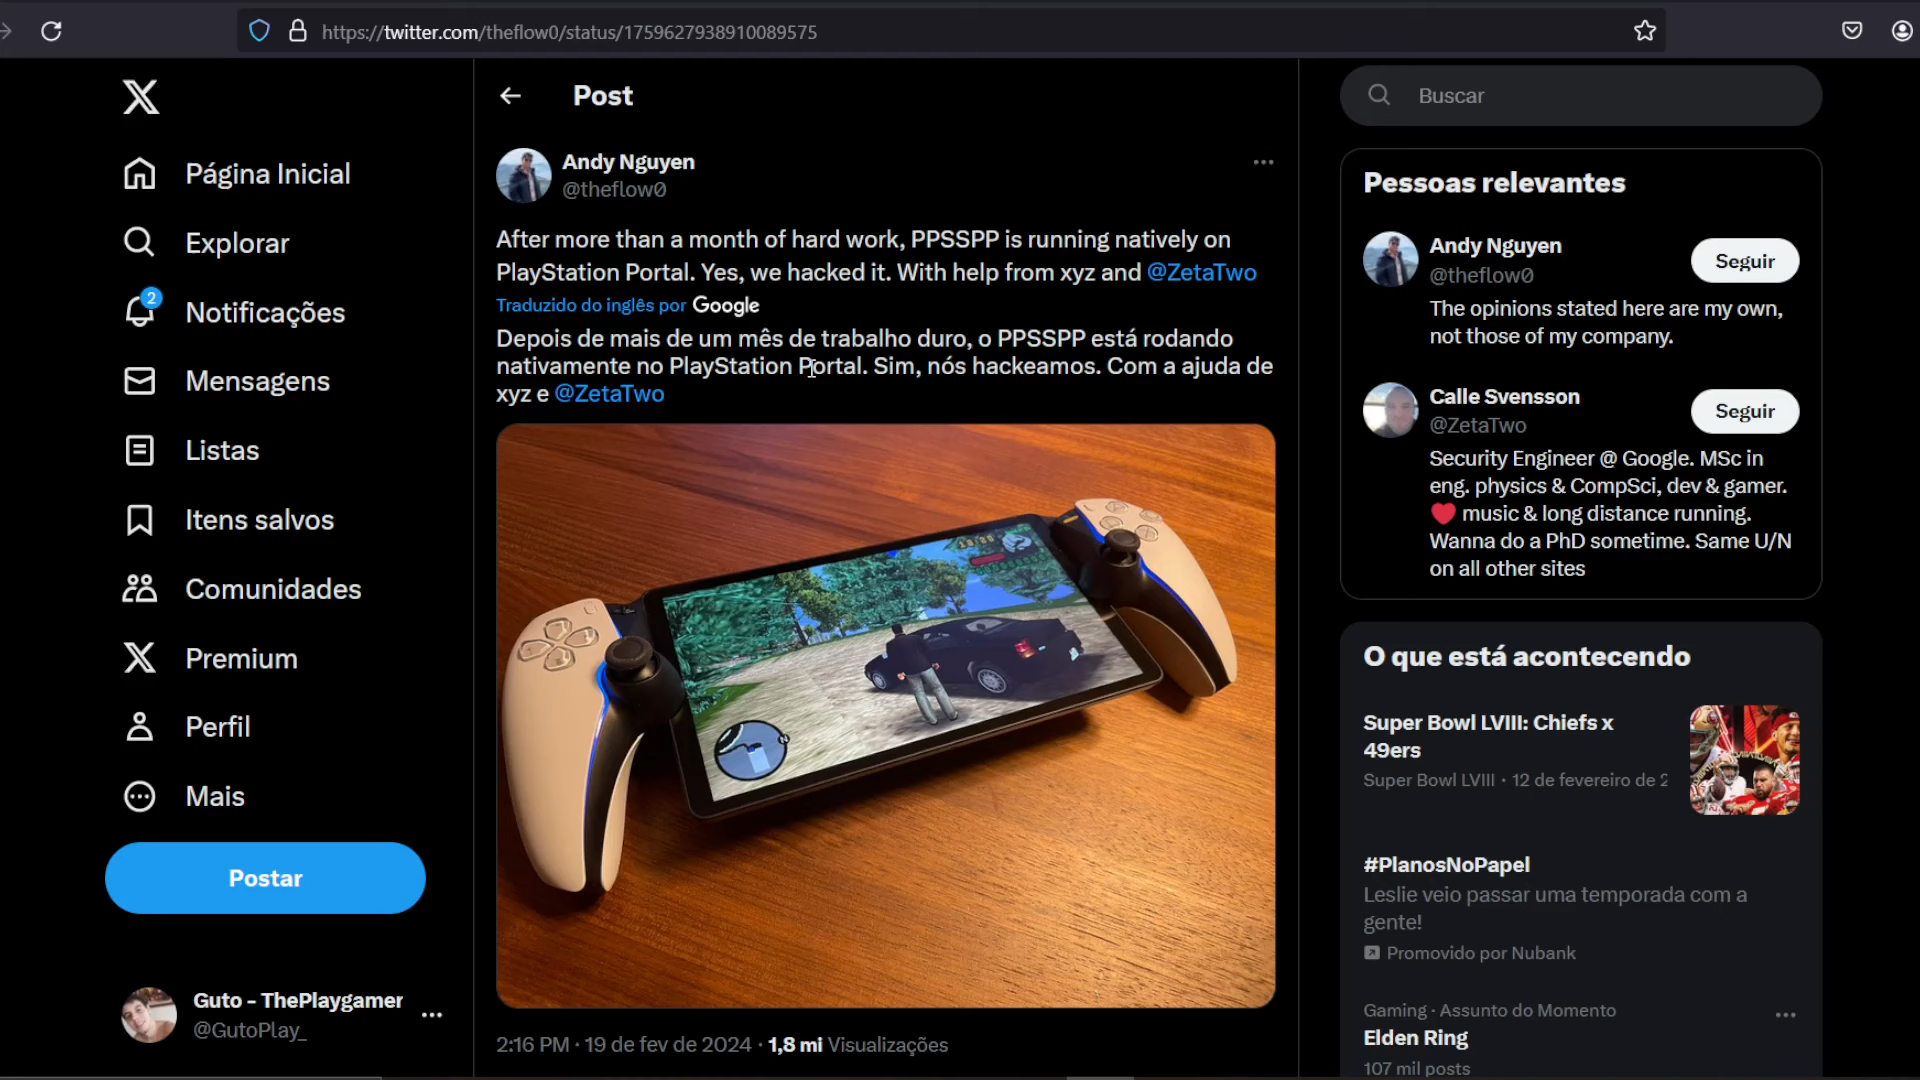 https://twitter.com/theflow0/status/1759627938910089575
Página Inicial
Explorar
2
Notificações
Mensagens
Listas
Itens salvos
Comunidades
Premium
Perfil
Mais
Postar
Guto - ThePlaygamer
@GutoPlay_
Post
Andy Nguyen
@theflow0
After more than a month of hard work, PPSSPP is running natively on
PlayStation Portal. Yes, we hacked it. With help from xyz and @ZetaTwo
Traduzido do inglês por Google
Depois de mais de um mês de trabalho duro, o PPSSPP está rodando
nativamente no PlayStation Portal. Sim, nós hackeamos. Com a ajuda de
xyz e @ZetaTwo
2:16 PM · 19 de fev de 2024 · 1,8 mi Visualizações
Buscar
Pessoas relevantes
Andy Nguyen
@theflow0
Seguir
The opinions stated here are my own,
not those of my company.
Calle Svensson
@ZetaTwo
Seguir
Security Engineer @ Google. MSc in
eng. physics & CompSci, dev & gamer.
❤️ music & long distance running.
Wanna do a PhD sometime. Same U/N
on all other sites
O que está acontecendo
Super Bowl LVIII: Chiefs x
49ers
Super Bowl LVIII · 12 de fevereiro de 2
#PlanosNoPapel
Leslie veio passar uma temporada com a
gente!
Promovido por Nubank
Gaming · Assunto do Momento
Elden Ring
107 mil posts